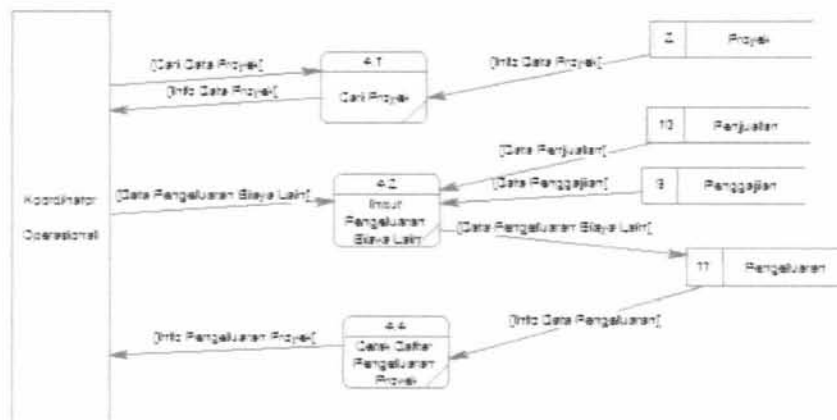 Koordinator
Operasional
[Cari Data Proyek]
[Info Data Proyek]
4.1
Cari Proyek
[Info Data Proyek]
2 Proyek
[Data Pengeluaran Biaya Lain]
4.2
Input
Pengeluaran
Biaya Lain
[Data Penjualan]
10 Penjualan
[Data Penggajian]
9 Penggajian
[Data Pengeluaran Biaya Lain]
11 Pengeluaran
[Info Data Pengeluaran]
4.4
Cetak Daftar
Pengeluaran
Proyek
[Info Pengeluaran Proyek]